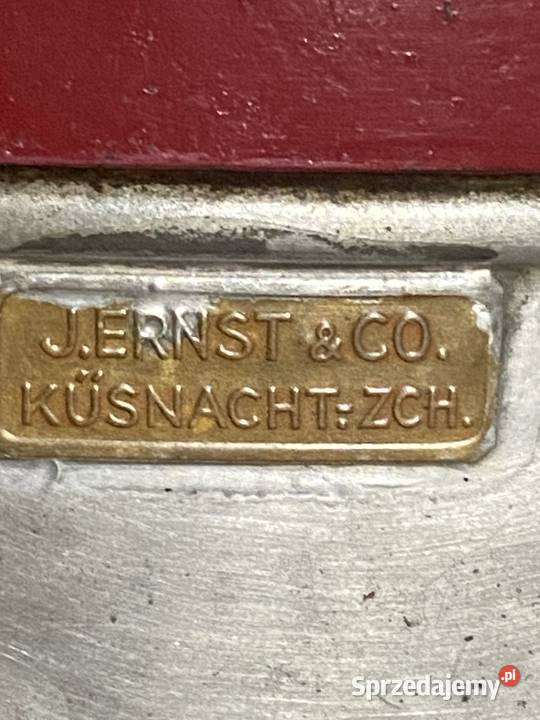 J.ERNST & CO.
KÜSNACHT=ZCH.
Sprzedajemy.pl